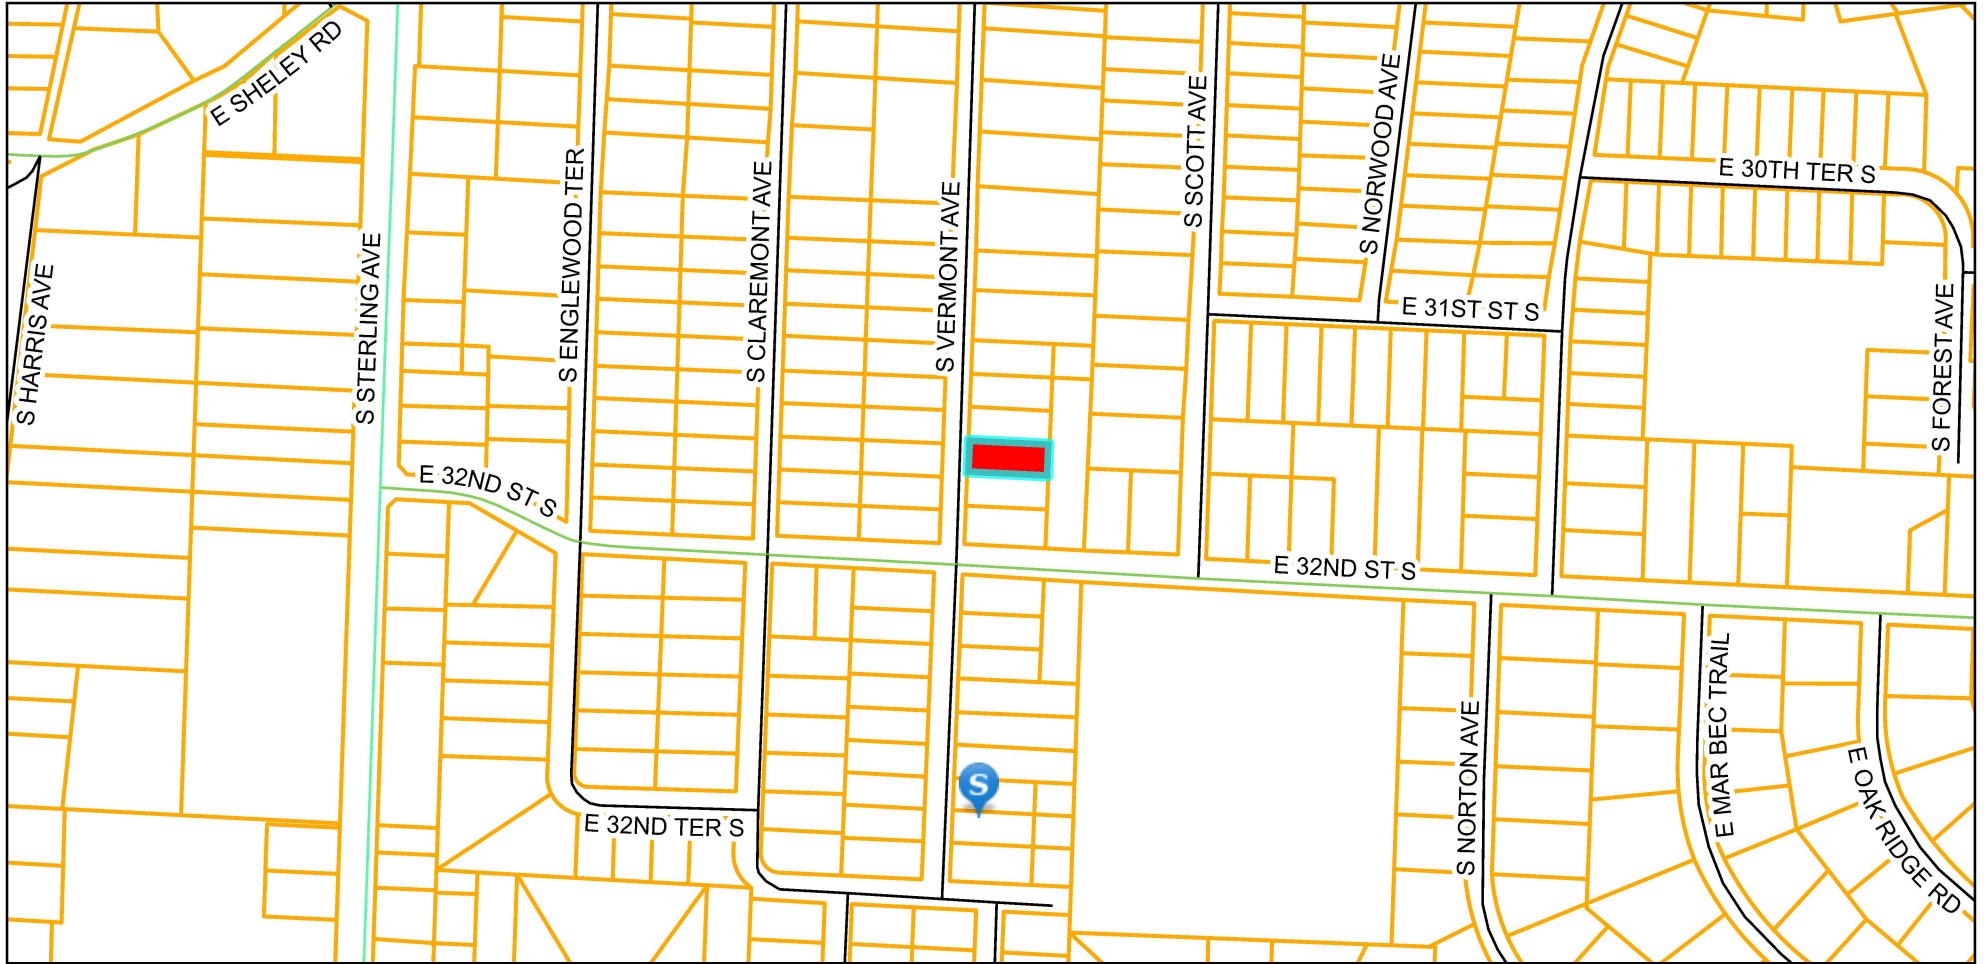 E SHELEY RD
S HARRIS AVE
S STERLING AVE
S ENGLEWOOD TER
S CLAREMONT AVE
S VERMONT AVE
S SCOTT AVE
S NORWOOD AVE
E 30TH TER S
E 31ST ST S
S FOREST AVE
E 32ND ST S
E 32ND ST S
S
E 32ND TER S
S NORTON AVE
E MAR BEC TRAIL
E OAK RIDGE RD